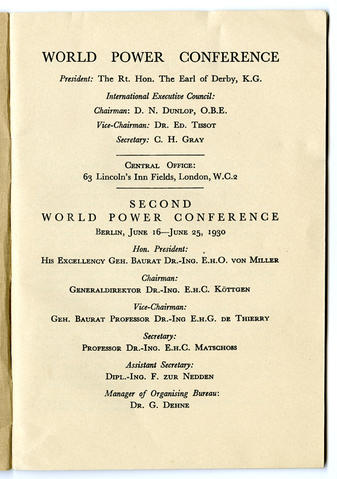 WORLD POWER CONFERENCE
President: The Rt. Hon. The Earl of Derby, K.G.
International Executive Council:
Chairman: D. N. Dunlop, O.B.E.
Vice-Chairman: Dr. Ed. Tissot
Secretary: C. H. Gray
Central Office:
63 Lincoln's Inn Fields, London, W.C.2
SECOND
WORLD POWER CONFERENCE
Berlin, June 16—June 25, 1930
Hon. President:
His Excellency Geh. Baurat Dr.-Ing. E.h.O. von Miller
Chairman:
Generaldirektor Dr.-Ing. E.h.C. Köttgen
Vice-Chairman:
Geh. Baurat Professor Dr.-Ing E.h.G. de Thierry
Secretary:
Professor Dr.-Ing. E.h.C. Matschoss
Assistant Secretary:
Dipl.-Ing. F. zur Nedden
Manager of Organising Bureau:
Dr. G. Dehne